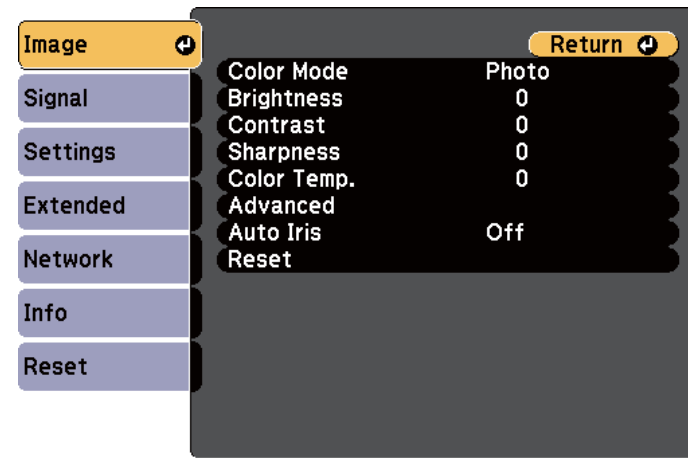 Image
Signal
Settings
Extended
Network
Info
Reset
Return
Color Mode Photo
Brightness 0
Contrast 0
Sharpness 0
Color Temp. 0
Advanced
Auto Iris Off
Reset